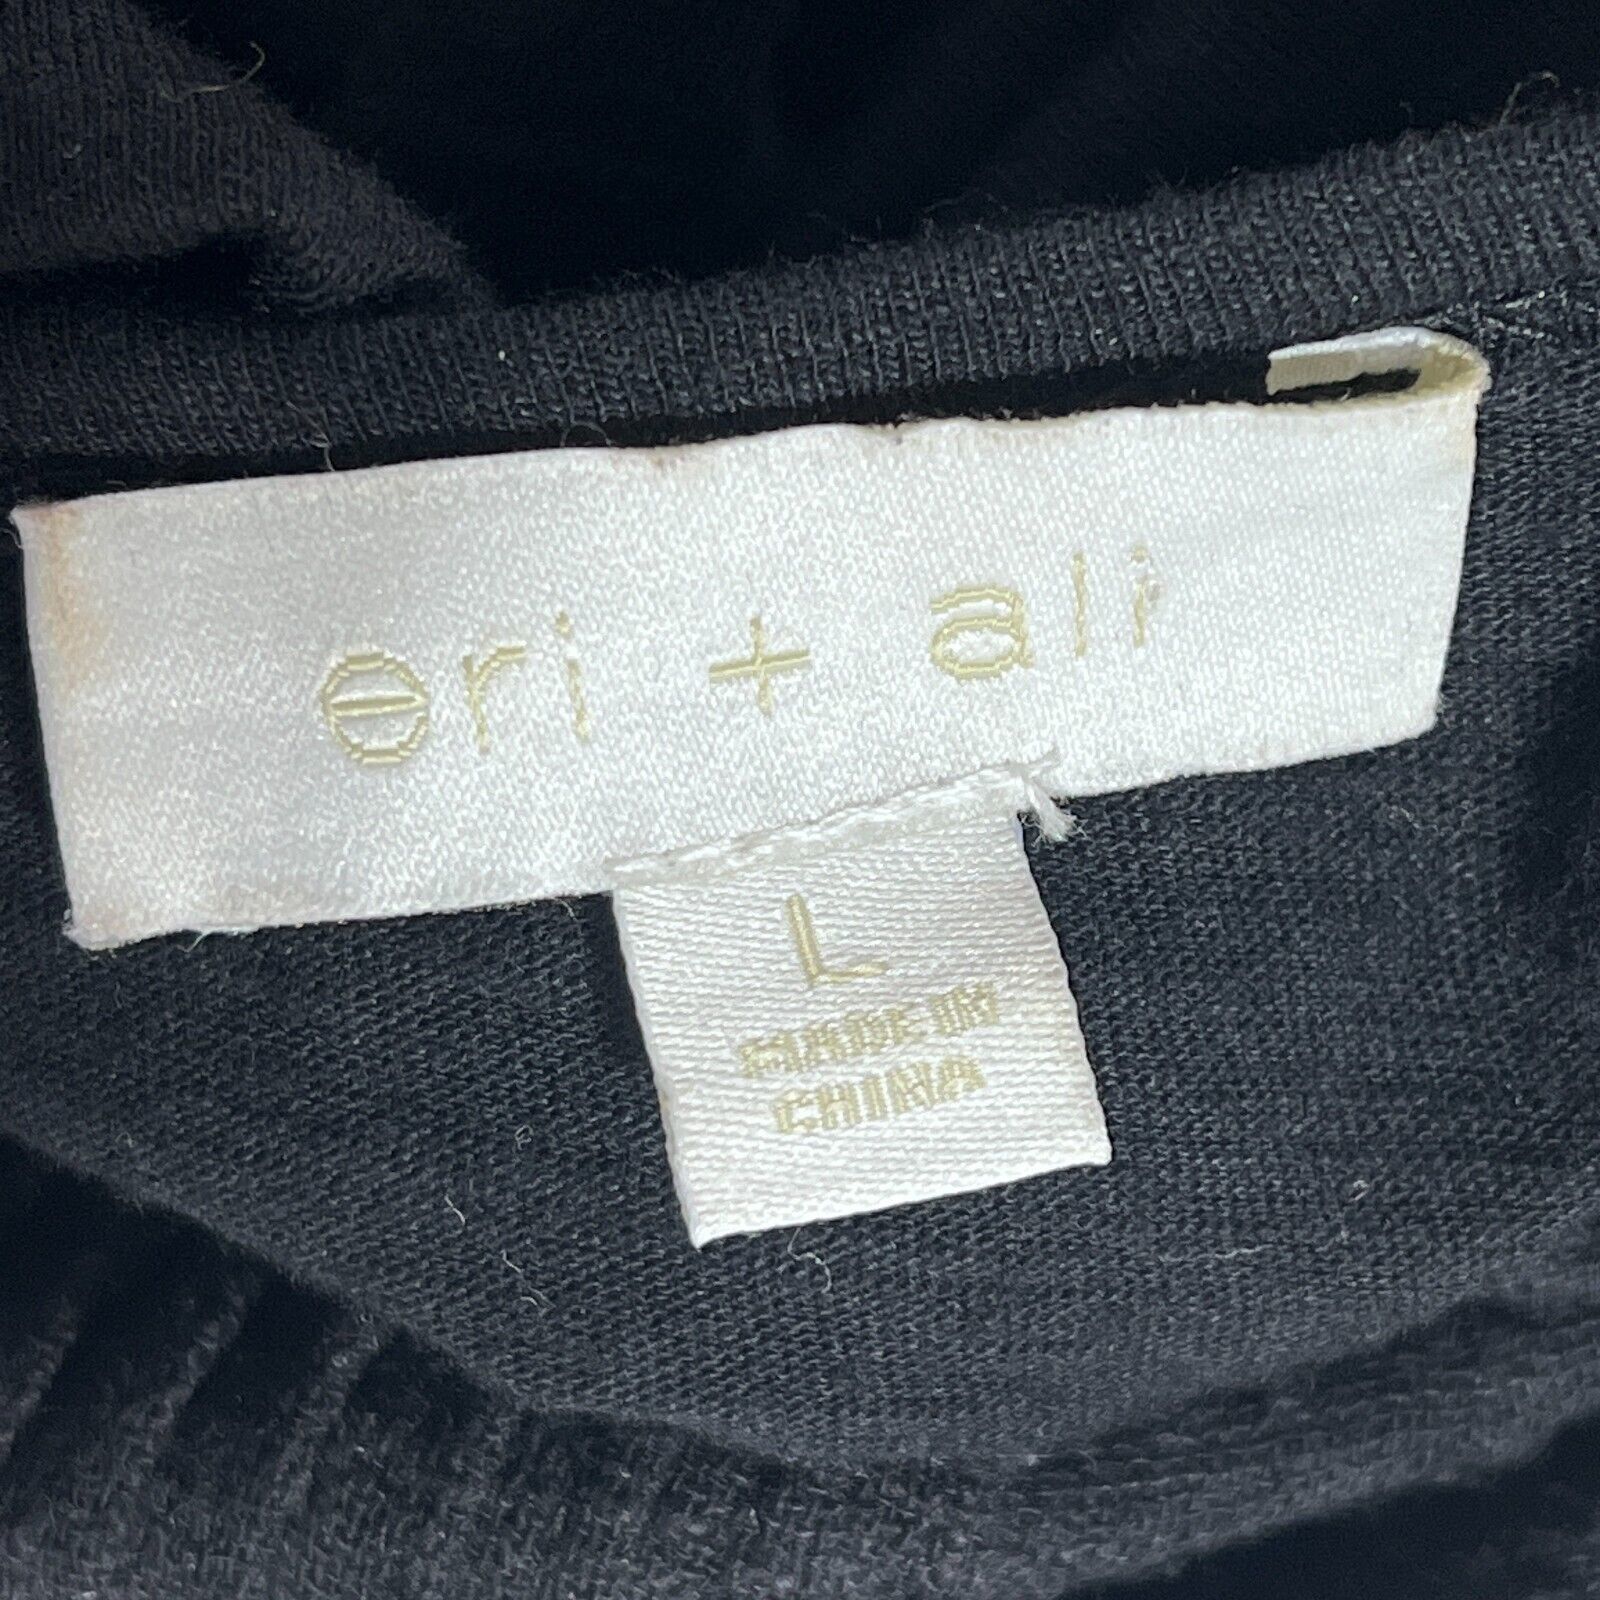 eri + ali
L
MADE IN
CHINA